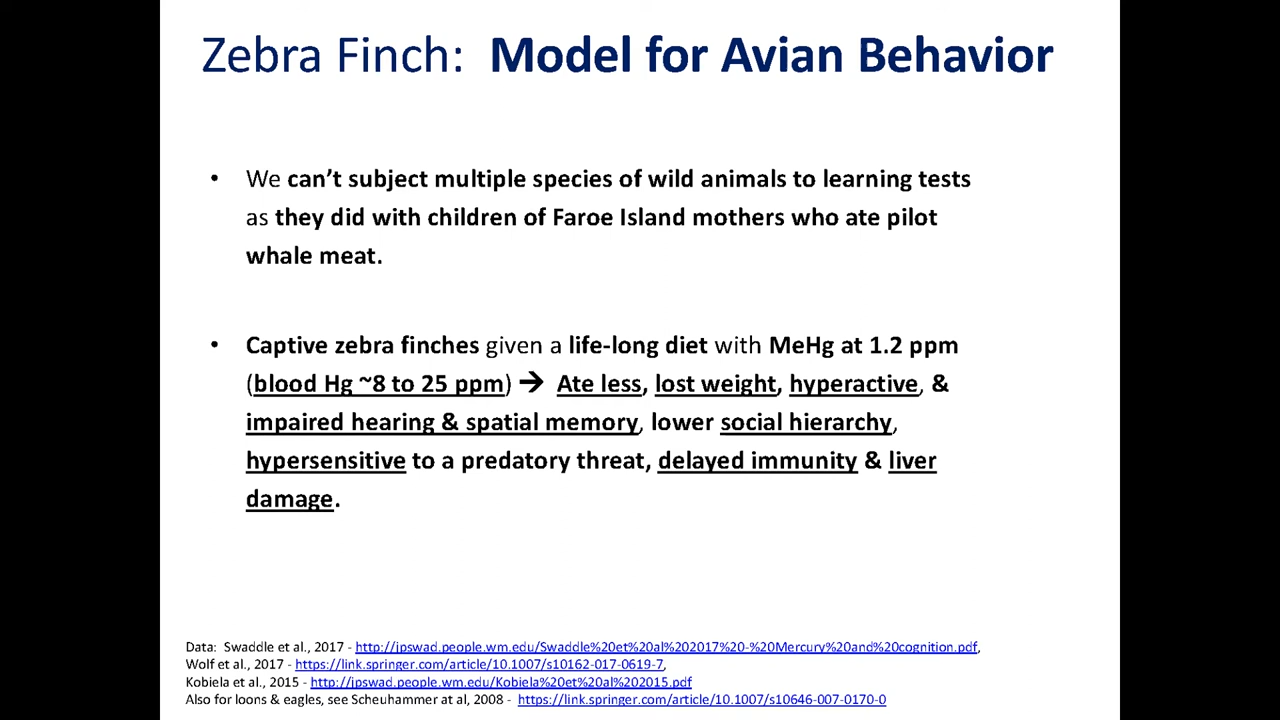 Zebra Finch: Model for Avian Behavior
• We can't subject multiple species of wild animals to learning tests
as they did with children of Faroe Island mothers who ate pilot
whale meat.
• Captive zebra finches given a life-long diet with MeHg at 1.2 ppm
(blood Hg ~8 to 25 ppm) → Ate less, lost weight, hyperactive, &
impaired hearing & spatial memory, lower social hierarchy,
hypersensitive to a predatory threat, delayed immunity & liver
damage.
Data: Swaddle et al., 2017 - http://jpswad.people.wm.edu/Swaddle%20et%20al%202017%20-%20Mercury%20and%20cognition.pdf,
Wolf et al., 2017 - https://link.springer.com/article/10.1007/s10162-017-0619-7,
Kobiela et al., 2015 - http://jpswad.people.wm.edu/Kobiela%20et%20al%202015.pdf
Also for loons & eagles, see Scheuhammer at al, 2008 - https://link.springer.com/article/10.1007/s10646-007-0170-0